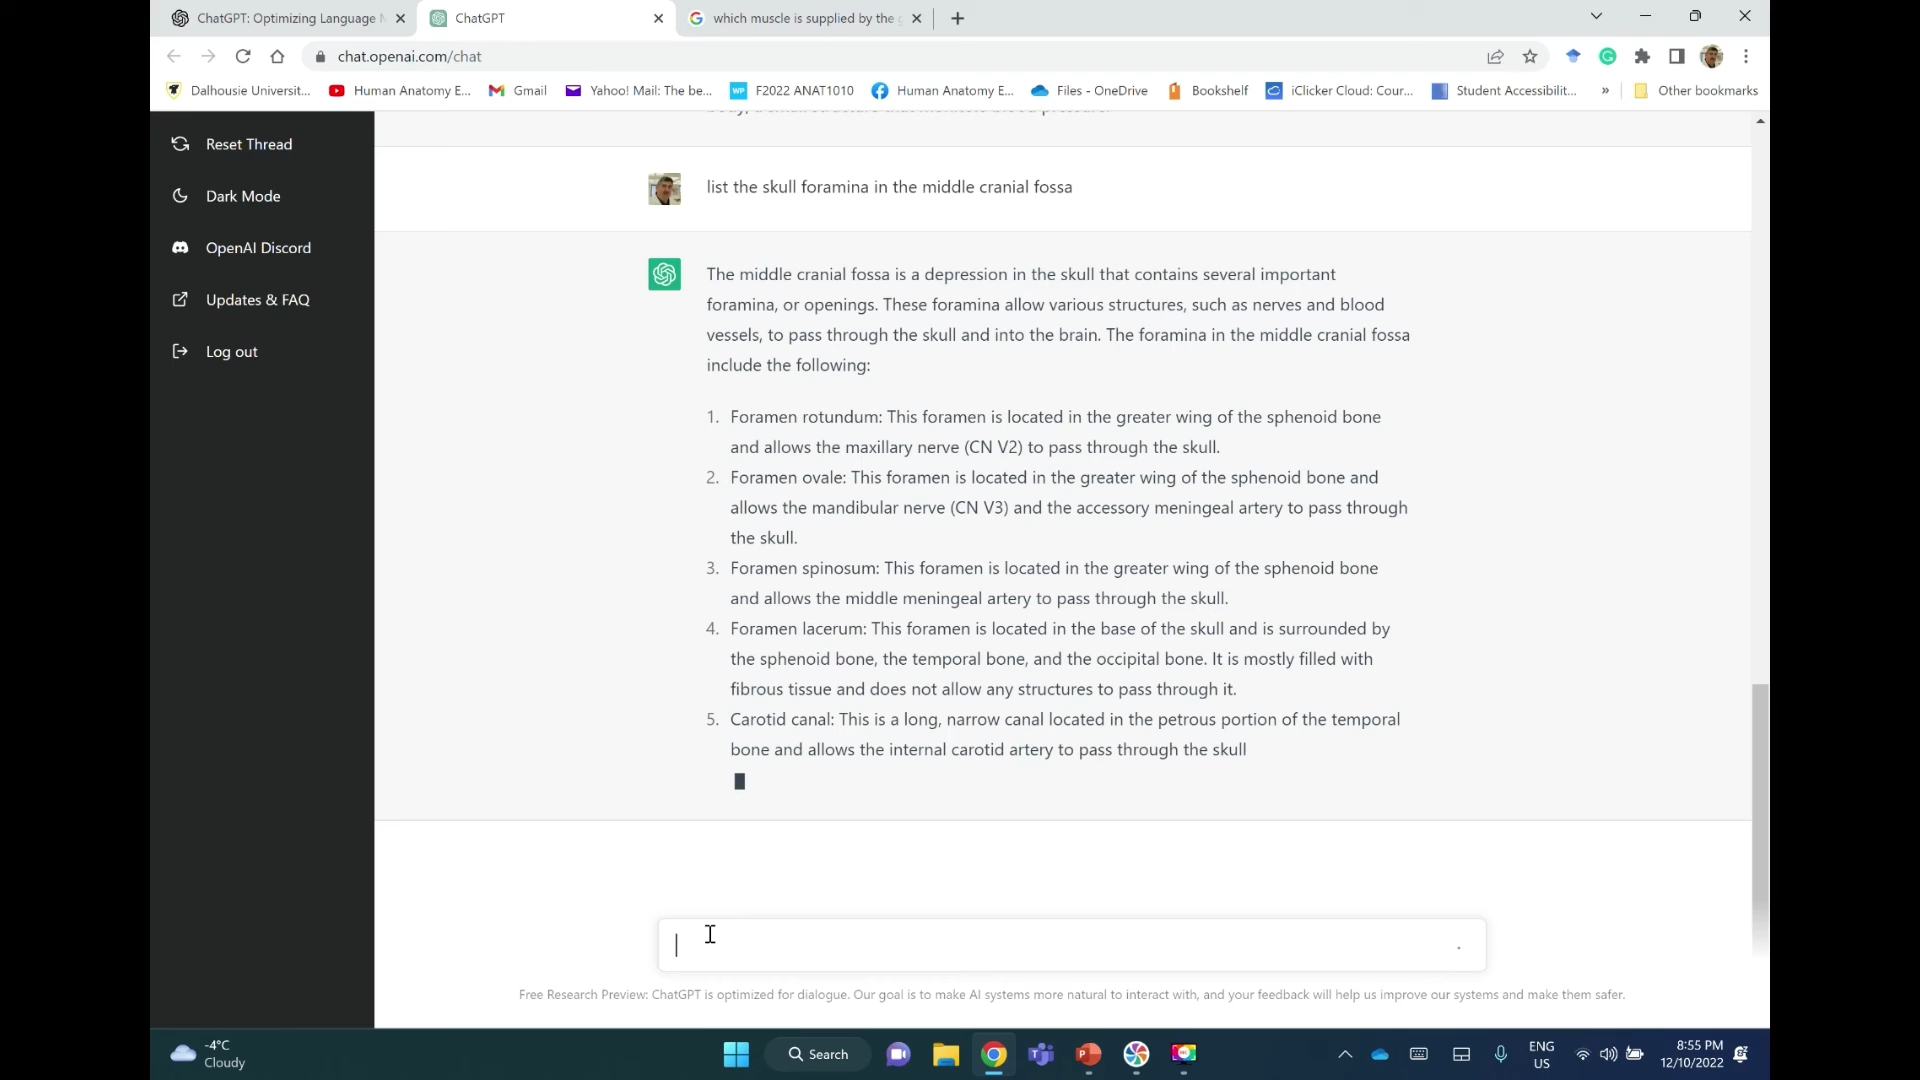 ChatGPT: Optimizing Language
ChatGPT
which muscle is supplied by the
chat.openai.com/chat
Dalhousie Universit...
Human Anatomy E...
Gmail
Yahoo! Mail: The be...
F2022 ANAT1010
Human Anatomy E...
Files - OneDrive
Bookshelf
iClicker Cloud: Cour...
Student Accessibilit...
»
Other bookmarks
Reset Thread
Dark Mode
OpenAI Discord
Updates & FAQ
Log out
list the skull foramina in the middle cranial fossa
The middle cranial fossa is a depression in the skull that contains several important
foramina, or openings. These foramina allow various structures, such as nerves and blood
vessels, to pass through the skull and into the brain. The foramina in the middle cranial fossa
include the following:
1. Foramen rotundum: This foramen is located in the greater wing of the sphenoid bone
and allows the maxillary nerve (CN V2) to pass through the skull.
2. Foramen ovale: This foramen is located in the greater wing of the sphenoid bone and
allows the mandibular nerve (CN V3) and the accessory meningeal artery to pass through
the skull.
3. Foramen spinosum: This foramen is located in the greater wing of the sphenoid bone
and allows the middle meningeal artery to pass through the skull.
4. Foramen lacerum: This foramen is located in the base of the skull and is surrounded by
the sphenoid bone, the temporal bone, and the occipital bone. It is mostly filled with
fibrous tissue and does not allow any structures to pass through it.
5. Carotid canal: This is a long, narrow canal located in the petrous portion of the temporal
bone and allows the internal carotid artery to pass through the skull
Free Research Preview: ChatGPT is optimized for dialogue. Our goal is to make AI systems more natural to interact with, and your feedback will help us improve our systems and make them safer.
-4°C
Cloudy
Search
ENG
US
8:55 PM
12/10/2022